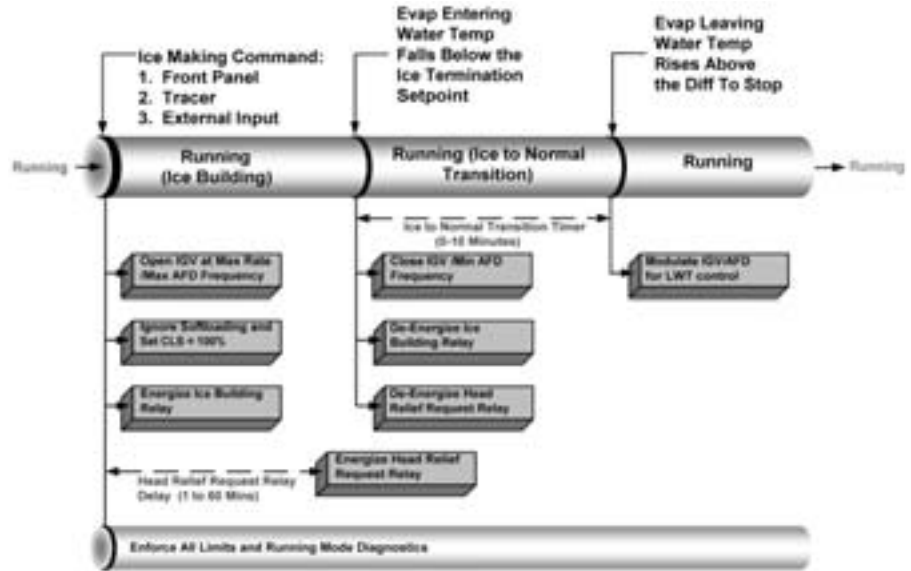 Ice Making Command:
1. Front Panel
2. Tracer
3. External Input
Evap Entering
Water Temp
Falls Below the
Ice Termination
Setpoint
Evap Leaving
Water Temp
Rises Above
the Diff To Stop
Running
Running
(Ice Building)
Running (Ice to Normal
Transition)
Running
Running
Ice to Normal Transition Timer
(0-10 Minutes)
Open IGV at Max Rate
/Max AFD Frequency
Close IGV /Min AFD
Frequency
Modulate IGV/AFD
for LWT control
Ignore Softloading and
Set CLS = 100%
De-Energize Ice
Building Relay
Energize Ice Building
Relay
De-Energize Head
Relief Request Relay
Energize Head Relief
Request Relay
Head Relief Request Relay
Delay (1 to 60 Mins)
Enforce All Limits and Running Mode Diagnostics